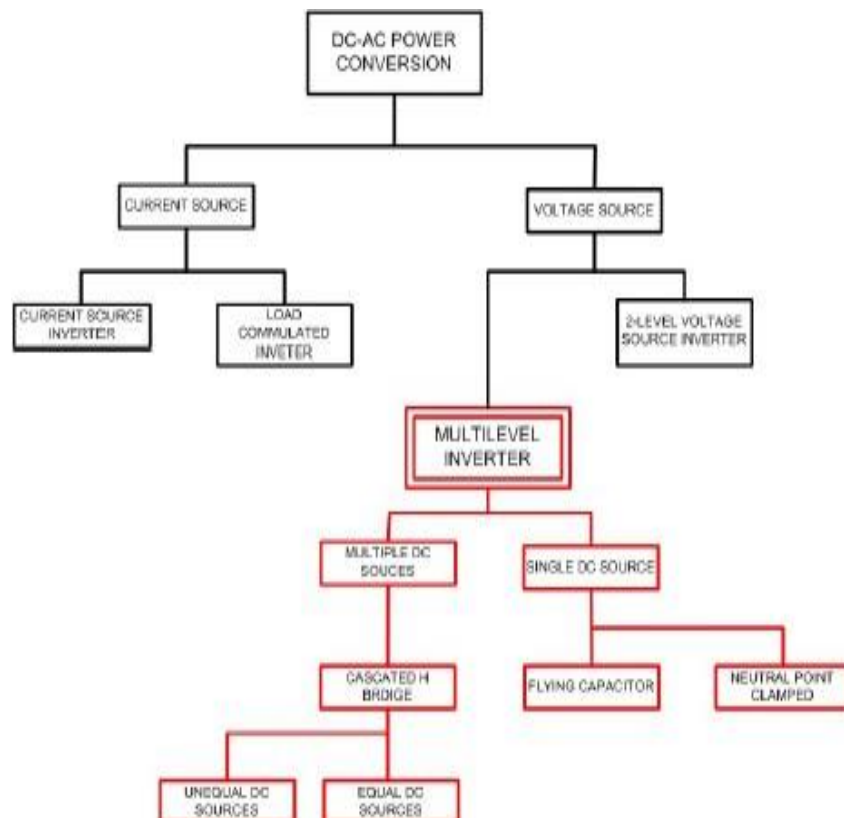 DC-AC POWER
CONVERSION
CURRENT SOURCE
VOLTAGE SOURCE
CURRENT SOURCE
INVERTER
LOAD
COMMULATED
INVETER
2-LEVEL VOLTAGE
SOURCE INVERTER
MULTILEVEL
INVERTER
MULTIPLE DC
SOUCES
SINGLE DC SOURCE
CASCATED H
BRDIGE
FLYING CAPACITOR
NEUTRAL POINT
CLAMPED
UNEQUAL DC
SOURCES
EQUAL DC
SOURCES